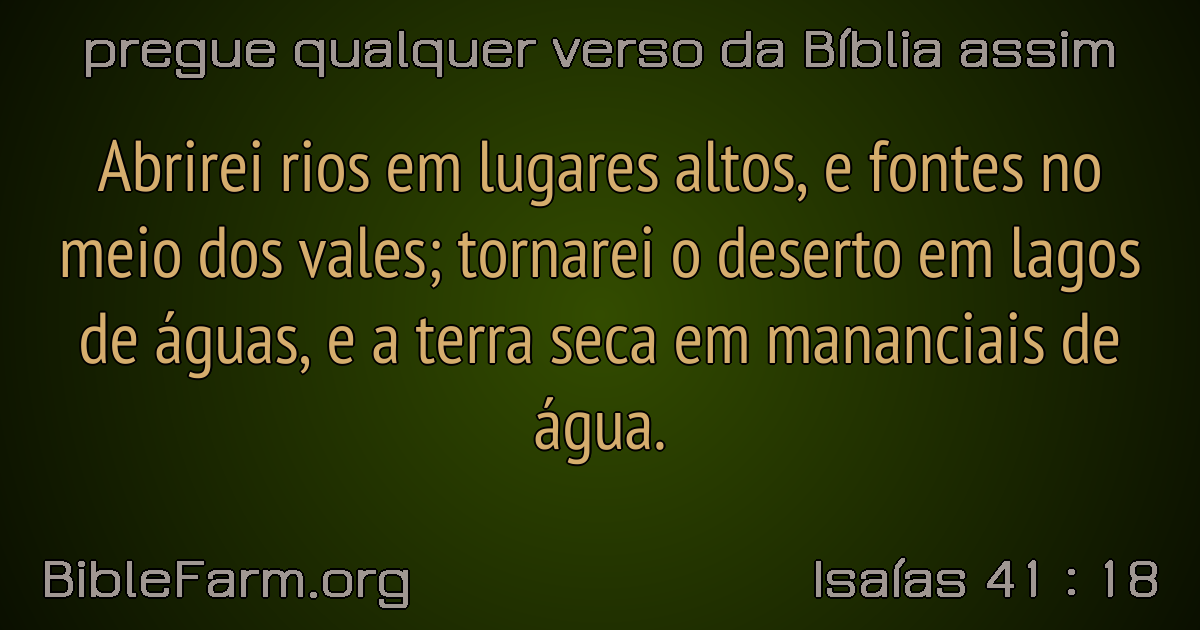 pregue qualquer verso da Bíblia assim
Abrirei rios em lugares altos, e fontes no
meio dos vales; tornarei o deserto em lagos
de águas, e a terra seca em mananciais de
água.
BibleFarm.org
Isaías 41 : 18